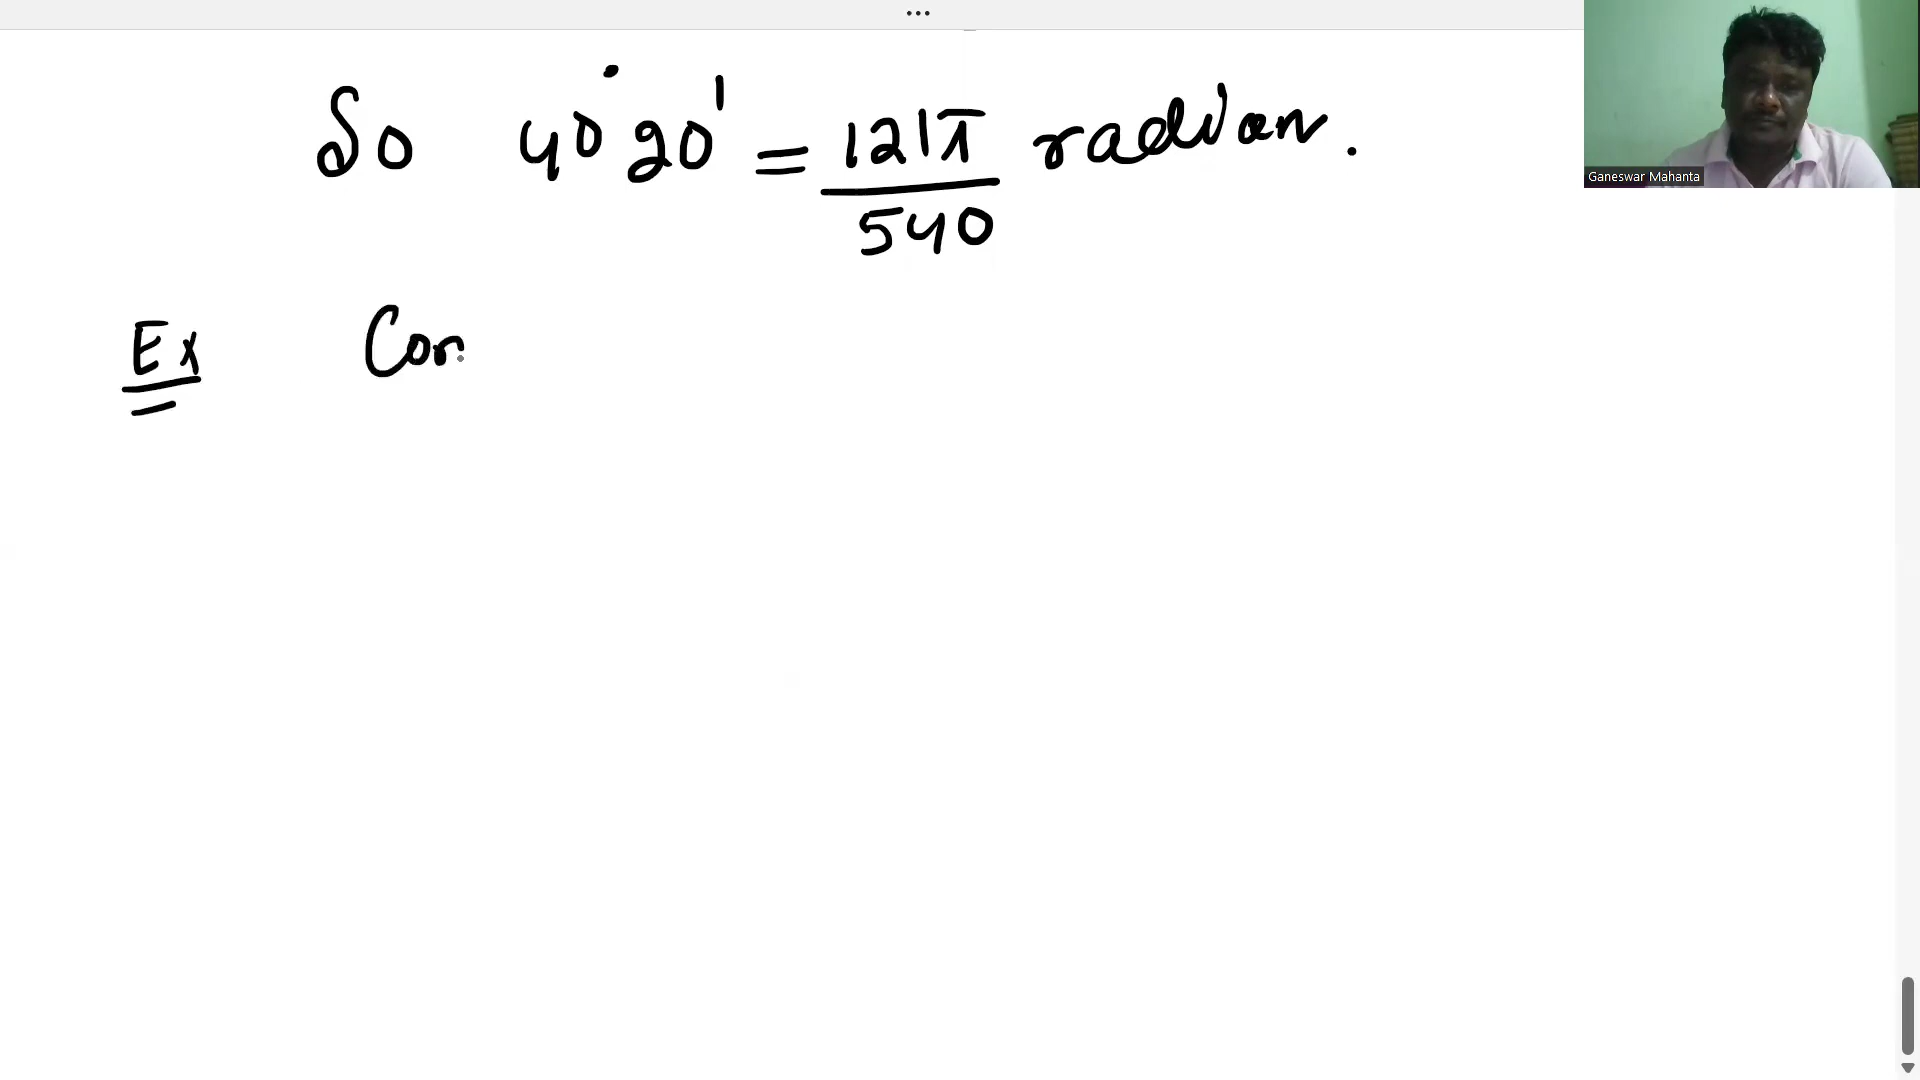 So 40° 20' = 121π/540 radian.
Ganeswar Mahanta
Ex Con